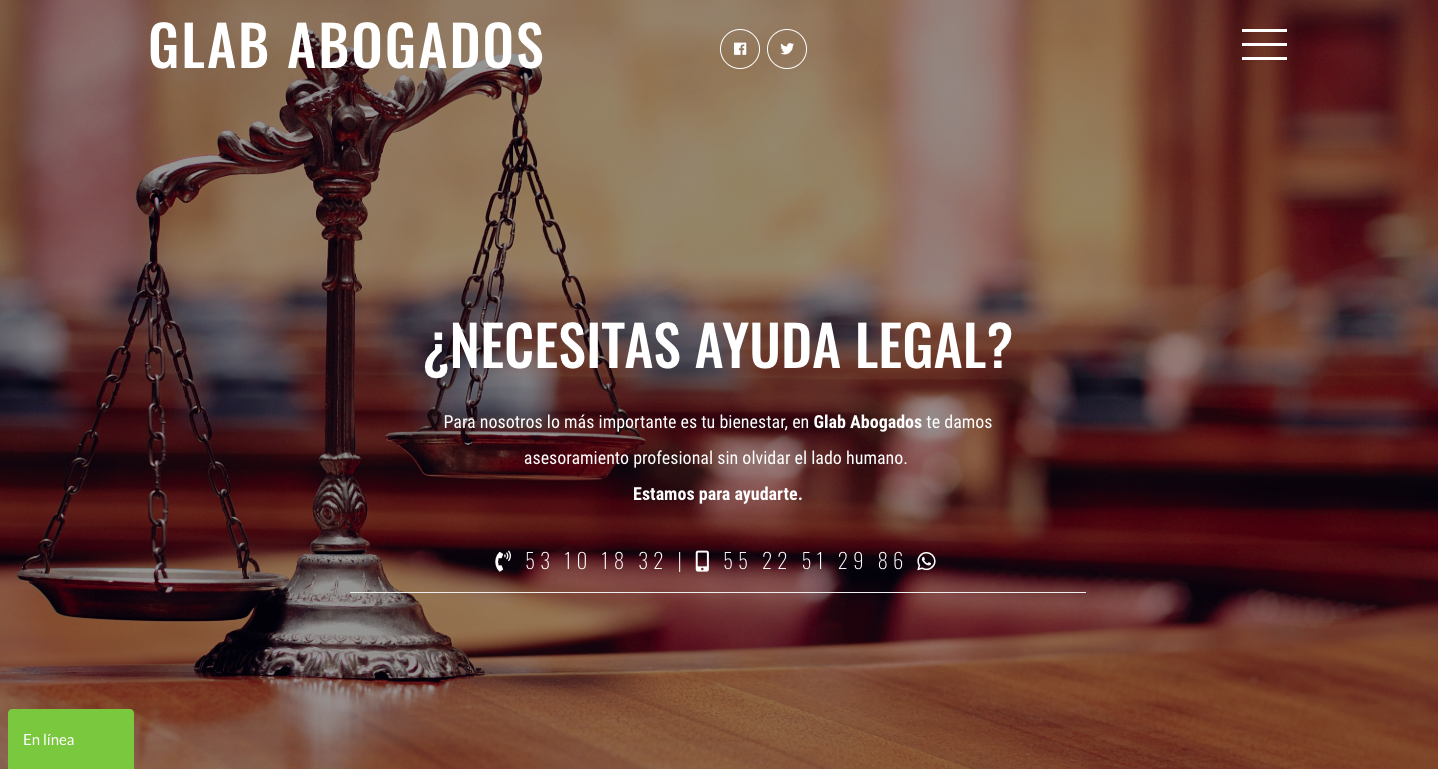 GLAB ABOGADOS
¿NECESITAS AYUDA LEGAL?
Para nosotros lo más importante es tu bienestar, en Glab Abogados te damos
asesoramiento profesional sin olvidar el lado humano.
Estamos para ayudarte.
53 10 18 32 | 55 22 51 29 86
En línea